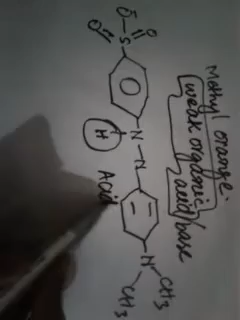 Methyl orange.
weak organic
acid/base
O⁻
O
O
S
N
N
H
Acid
N
CH₃
CH₃